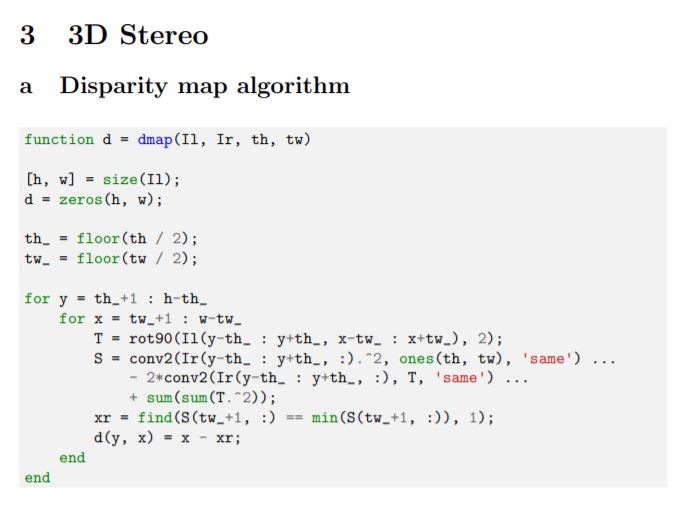 3 3D Stereo
a Disparity map algorithm
function d = dmap(Il, Ir, th, tw)
[h, w] = size(Il);
d = zeros(h, w);
th_ = floor(th / 2);
tw_ = floor(tw / 2);
for y = th_+1 : h-th_
    for x = tw_+1 : w-tw_
        T = rot90(Il(y-th_ : y+th_, x-tw_ : x+tw_), 2);
        S = conv2(Ir(y-th_ : y+th_, :).^2, ones(th, tw), 'same') ...
            - 2*conv2(Ir(y-th_ : y+th_, :), T, 'same') ...
            + sum(sum(T.^2));
        xr = find(S(tw_+1, :) == min(S(tw_+1, :)), 1);
        d(y, x) = x - xr;
    end
end